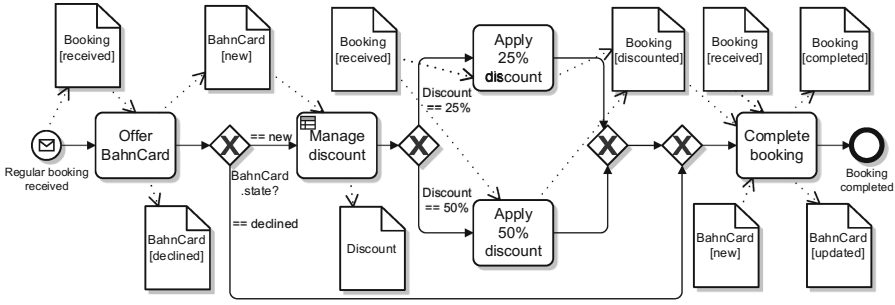 Booking
[received]
BahnCard
[new]
Booking
[received]
Apply
25%
discount
Booking
[discounted]
Booking
[received]
Booking
[completed]
Discount
== 25%
Offer
BahnCard
== new
Manage
discount
Complete
booking
Regular booking
received
BahnCard
.state?
Booking
completed
Discount
== 50%
== declined
BahnCard
[declined]
Discount
Apply
50%
discount
BahnCard
[new]
BahnCard
[updated]